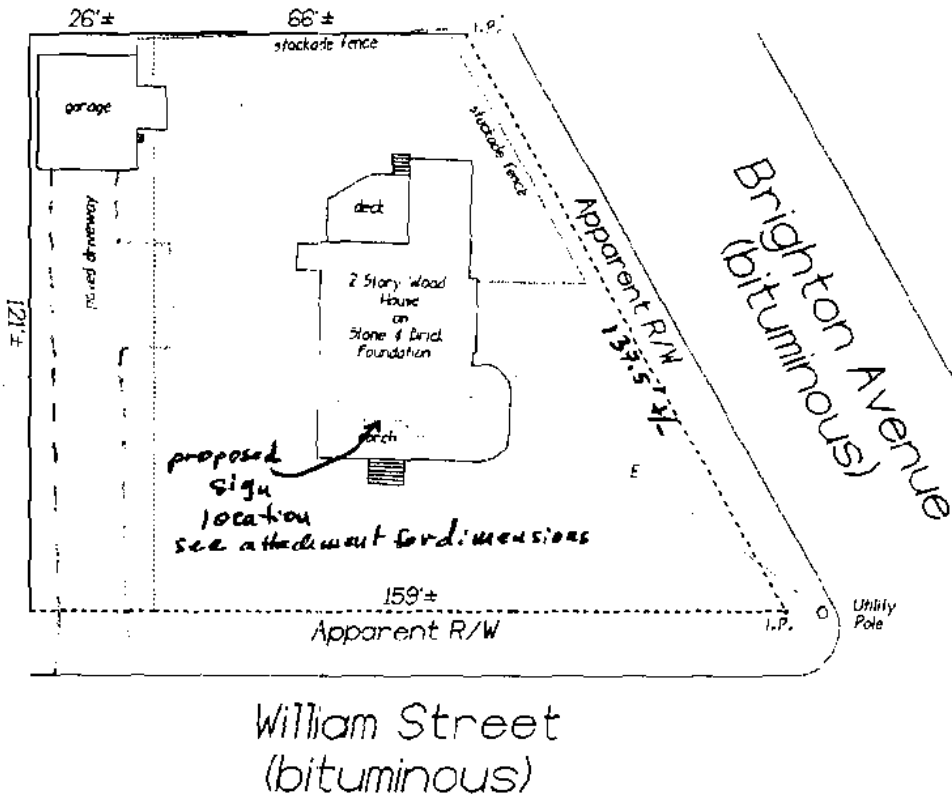 26'±
66'±
I.P.
stockade fence
garage
stockade fence
deck
paved driveway
Apparent R/W
137.5' +/-
Brighton Avenue
(bituminous)
2 Story Wood
House
on
Stone & Brick
Foundation
121'±
porch
proposed
sign
location
see attachment for dimensions
E
159'±
Apparent R/W
I.P.
Utility
Pole
William Street
(bituminous)